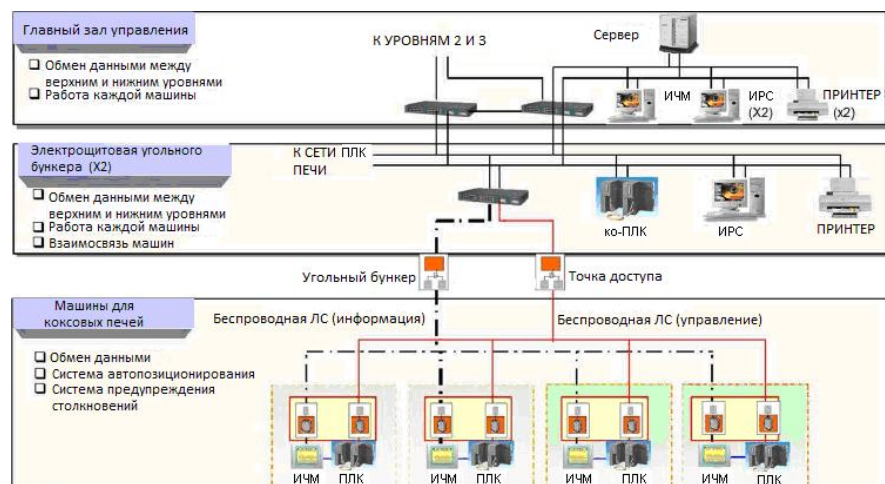 Главный зал управления
❑ Обмен данными между
верхним и нижним уровнями
❑ Работа каждой машины
К УРОВНЯМ 2 И 3
Сервер
ИЧМ
ИРС
(X2)
ПРИНТЕР
(x2)
Электрощитовая угольного
бункера (X2)
❑ Обмен данными между
верхним и нижним уровнями
❑ Работа каждой машины
❑ Взаимосвязь машин
К СЕТИ ПЛК
ПЕЧИ
ко-ПЛК
ИРС
ПРИНТЕР
Угольный бункер
Точка доступа
Машины для
коксовых печей
❑ Обмен данными
❑ Система автопозиционирования
❑ Система предупреждения
столкновений
Беспроводная ЛС (информация)
Беспроводная ЛС (управление)
ИЧМ ПЛК
ИЧМ ПЛК
ИЧМ ПЛК
ИЧМ ПЛК